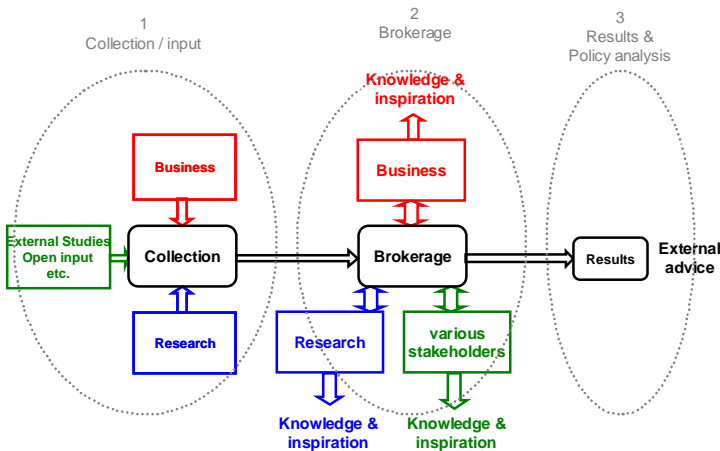 1
Collection / input
2
Brokerage
3
Results &
Policy analysis
Knowledge &
inspiration
Business
Business
External Studies
Open input
etc.
Collection
Brokerage
Results
External
advice
Research
Research
various
stakeholders
Knowledge &
inspiration
Knowledge &
inspiration